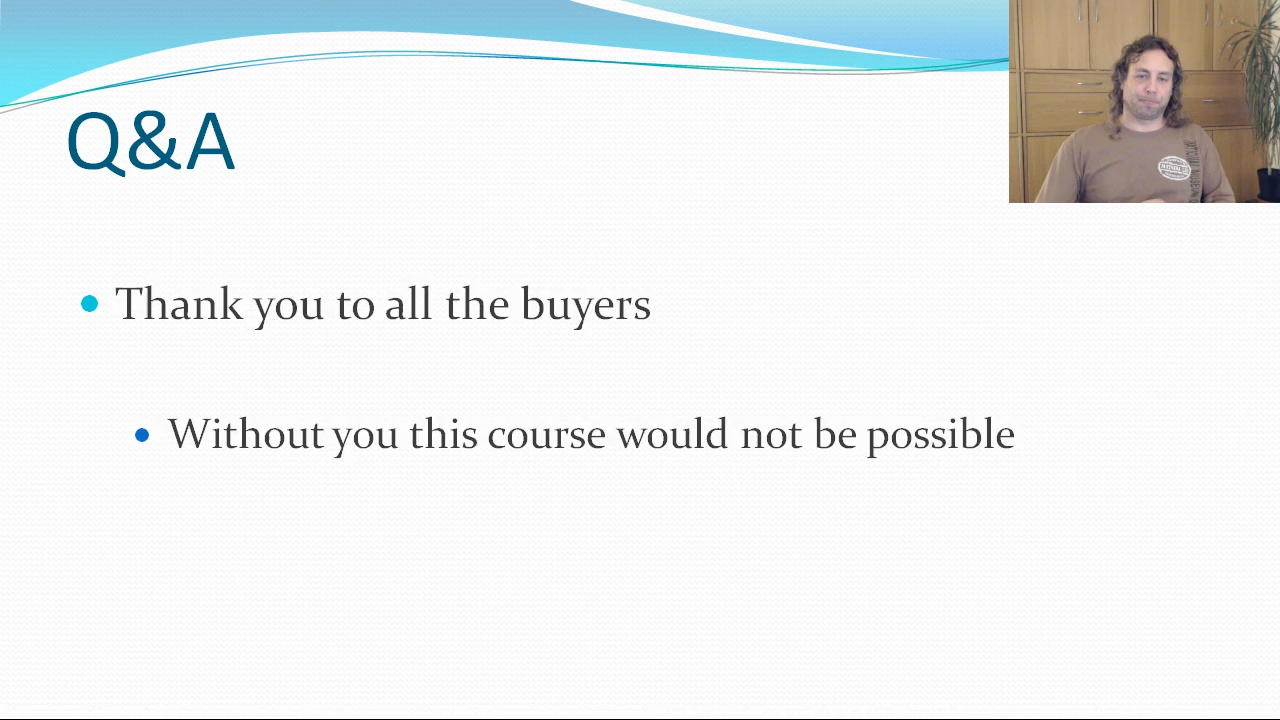 Q&A
Thank you to all the buyers
Without you this course would not be possible